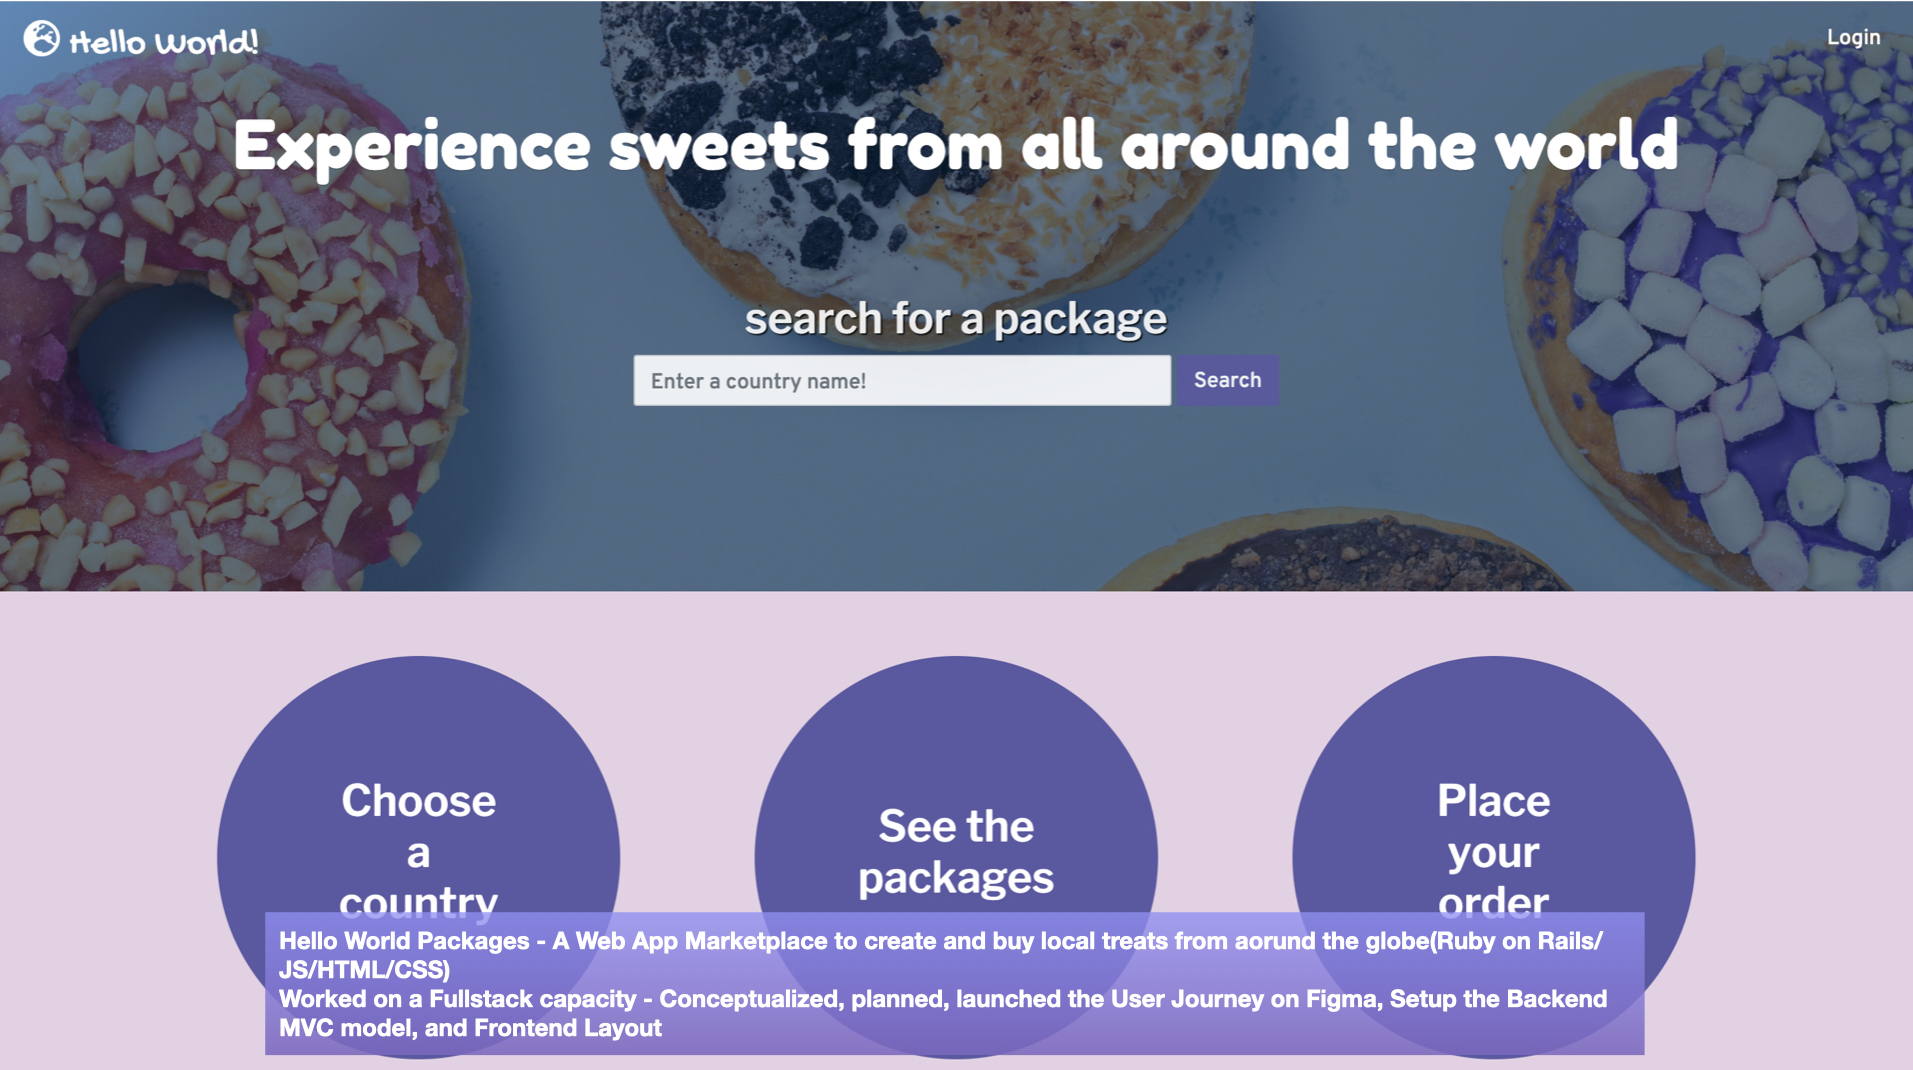 Hello World!
Login
Experience sweets from all around the world
search for a package
Enter a country name!
Search
Choose
a
country
See the
packages
Place
your
order
Hello World Packages - A Web App Marketplace to create and buy local treats from aorund the globe(Ruby on Rails/
JS/HTML/CSS)
Worked on a Fullstack capacity - Conceptualized, planned, launched the User Journey on Figma, Setup the Backend
MVC model, and Frontend Layout